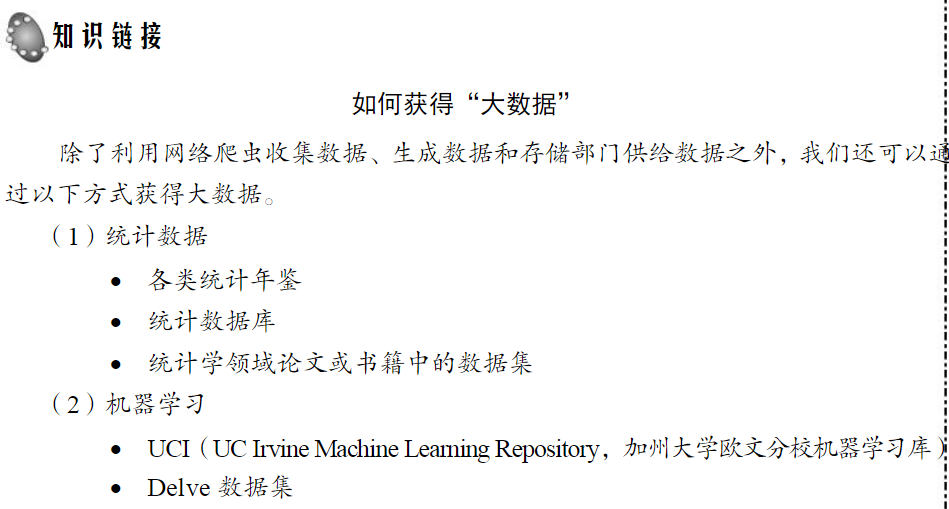 知识链接
如何获得“大数据”
除了利用网络爬虫收集数据、生成数据和存储部门供给数据之外，我们还可以通
过以下方式获得大数据。
（1）统计数据
• 各类统计年鉴
• 统计数据库
• 统计学领域论文或书籍中的数据集
（2）机器学习
• UCI（UC Irvine Machine Learning Repository，加州大学欧文分校机器学习库）
• Delve 数据集